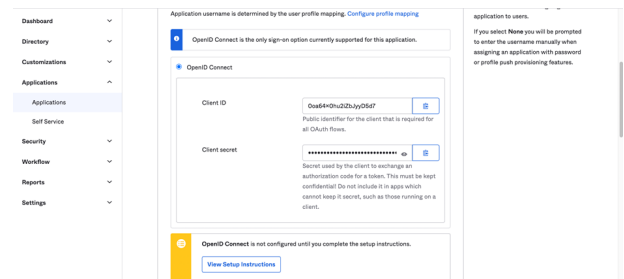 Dashboard
Directory
Customizations
Applications
Applications
Self Service
Security
Workflow
Reports
Settings
Application username is determined by the user profile mapping. Configure profile mapping
OpenID Connect is the only sign-on option currently supported for this application.
OpenID Connect
Client ID
0oa64x0hu2iZbJyyD5d7
Public identifier for the client that is required for
all OAuth flows.
Client secret
Secret used by the client to exchange an
authorization code for a token. This must be kept
confidential! Do not include it in apps which
cannot keep it secret, such as those running on a
client.
OpenID Connect is not configured until you complete the setup instructions.
View Setup Instructions
application to users.
If you select None you will be prompted
to enter the username manually when
assigning an application with password
or profile push provisioning features.